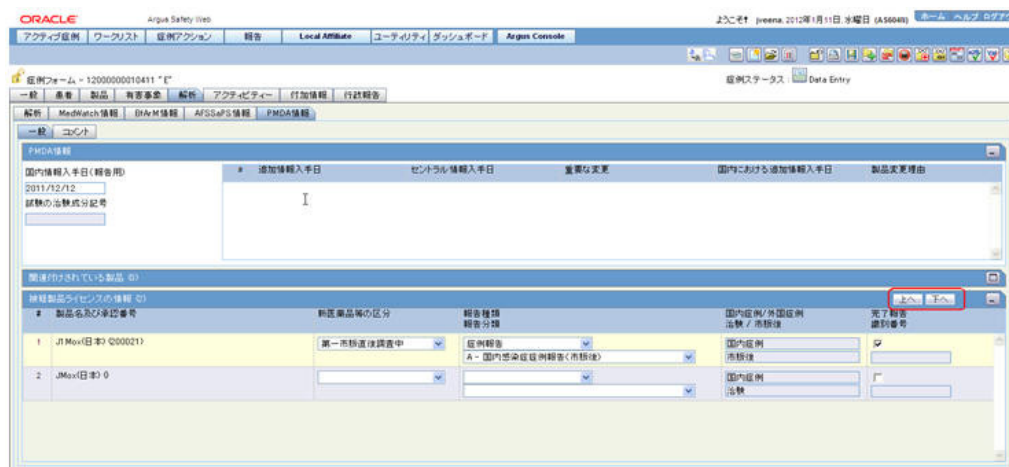 ORACLE Argus Safety Web
ようこそ! jveena. 2012年1月11日.水曜日 (AS604N) ホーム ヘルプ ログアウ
アクティブ症例 ワークリスト 症例アクション 報告 Local Affiliate ユーティリティ ダッシュボード Argus Console
症例フォーム - 12000000010411 "E" 症例ステータス: Data Entry
一般 患者 製品 有害事象 解析 アクティビティー 付加情報 行政報告
解析 MedWatch情報 BfArM情報 AFSSaPS情報 PMDA情報
一般 コメント
PMDA情報
国内情報入手日(報告用) # 追加情報入手日 セントラル情報入手日 重要な変更 国内における追加情報入手日 製品変更理由
2011/12/12
試験の治験成分記号
関連付けされている製品 (0)
被疑製品ライセンスの情報 (2) 上へ 下へ
# 製品名及び承認番号 新医薬品等の区分 報告種類 国内症例/外国症例 完了報告
報告分類 治験 / 市販後 識別番号
1 J1Mox(日本) (200021) 第一市販直後調査中 症例報告 国内症例
A - 国内感染症症例報告(市販後) 市販後
2 JMox(日本) () 国内症例
治験